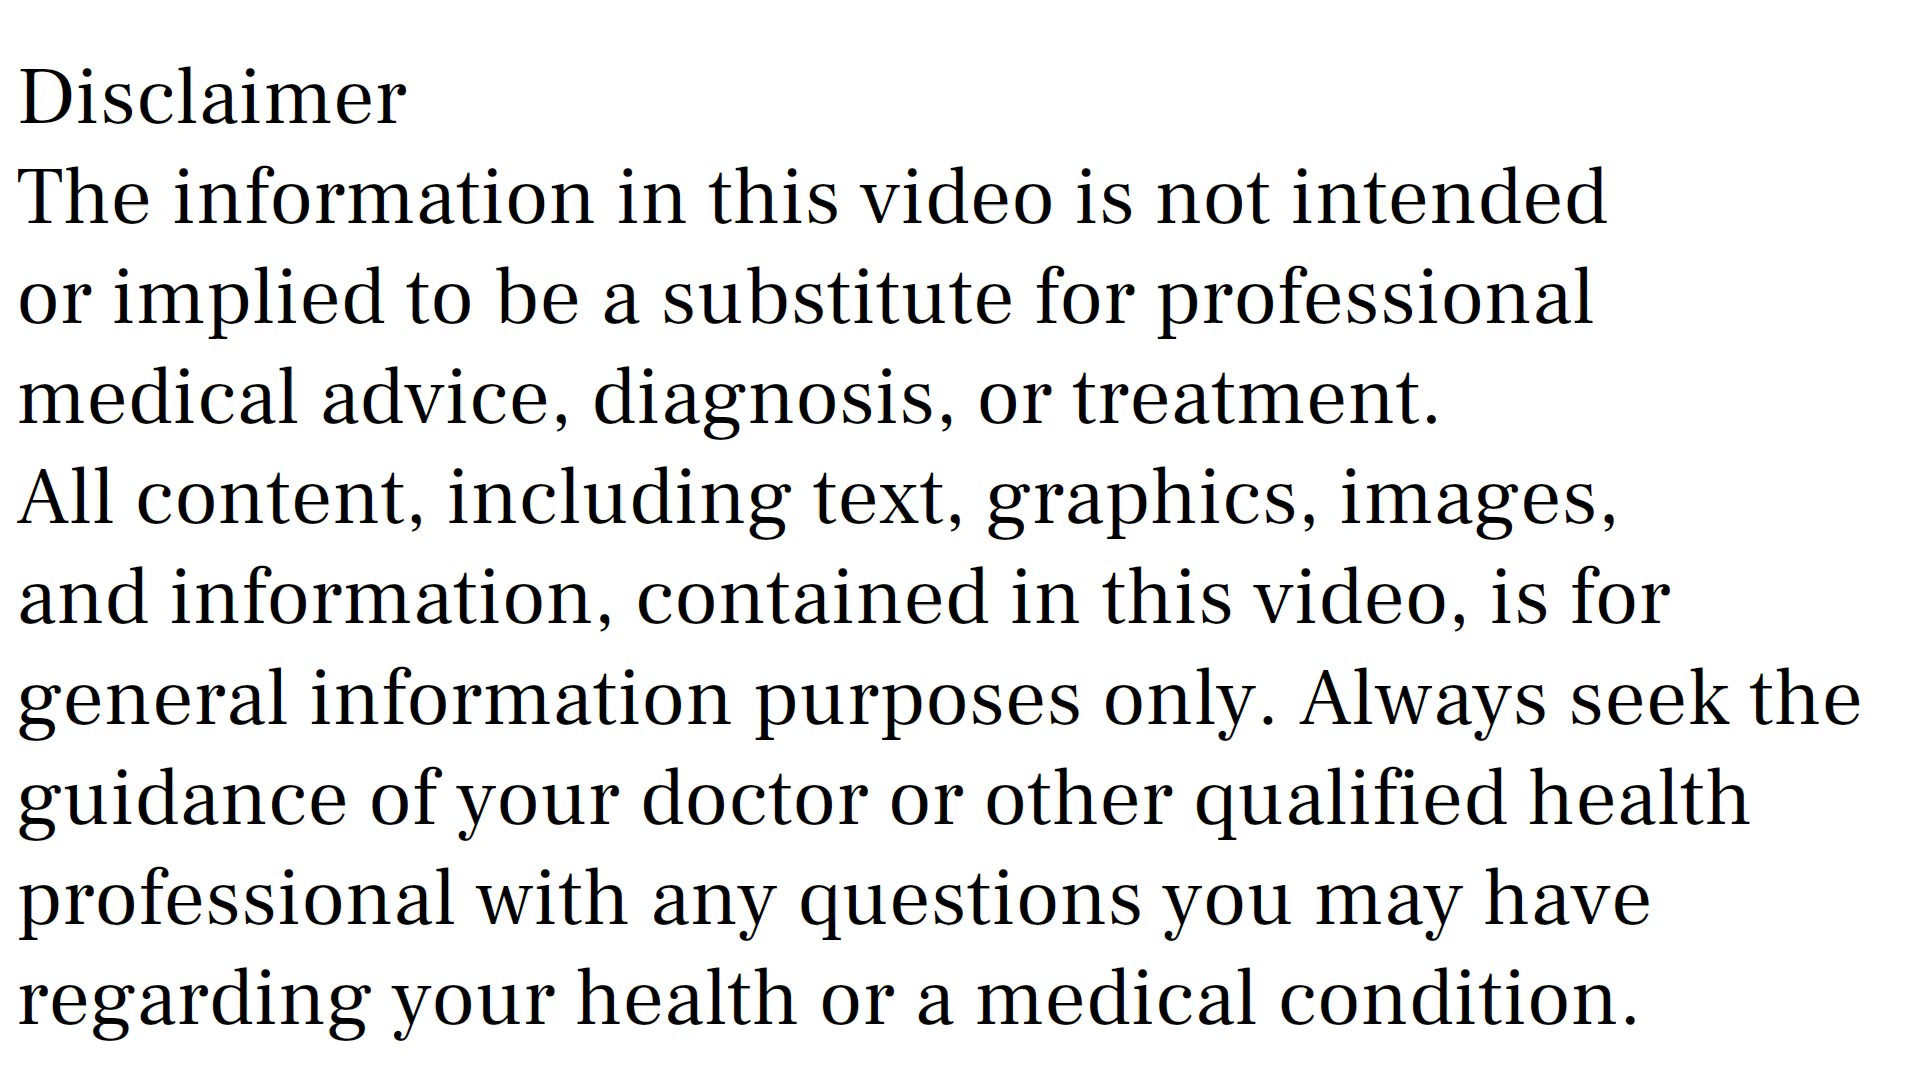 Disclaimer
The information in this video is not intended
or implied to be a substitute for professional
medical advice, diagnosis, or treatment.
All content, including text, graphics, images,
and information, contained in this video, is for
general information purposes only. Always seek the
guidance of your doctor or other qualified health
professional with any questions you may have
regarding your health or a medical condition.